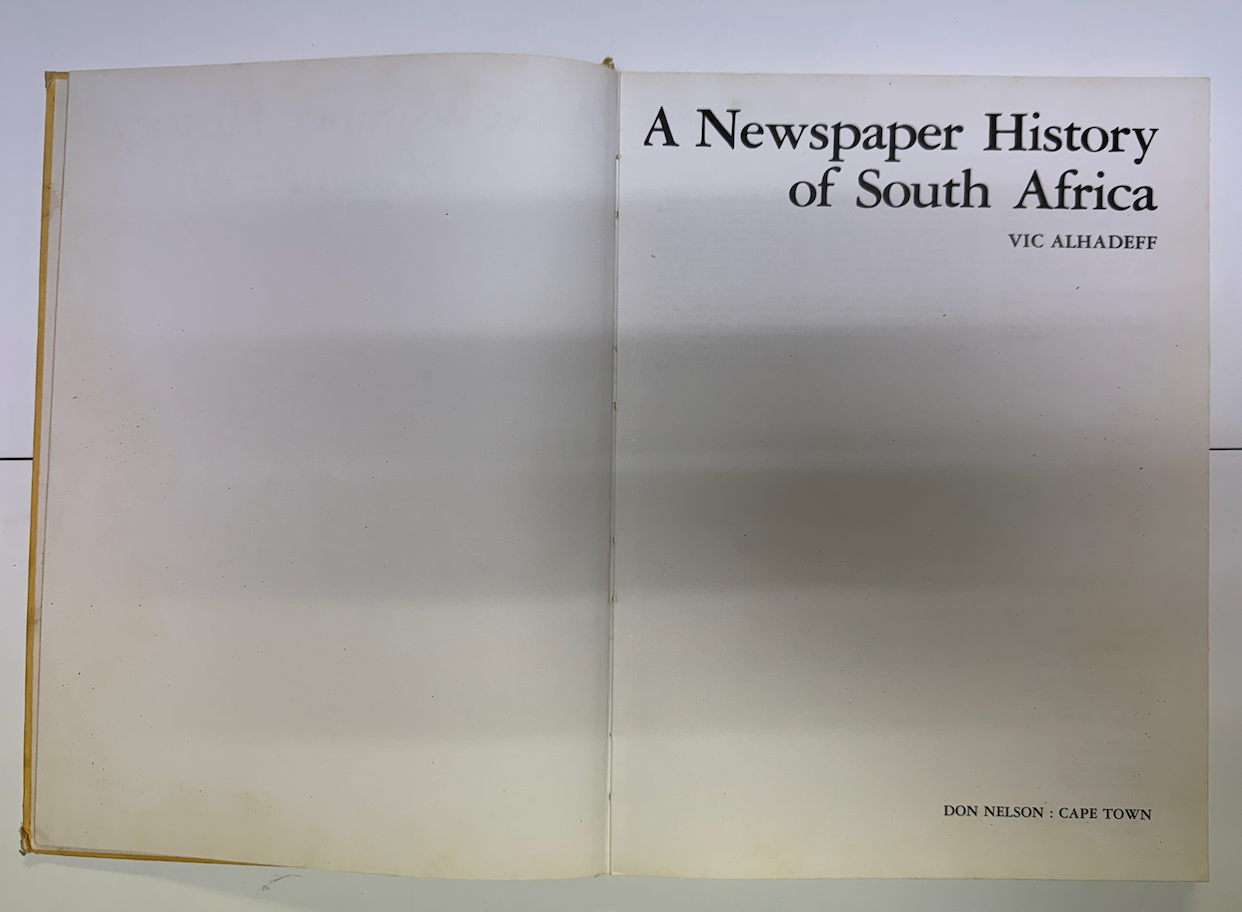 A Newspaper History
of South Africa
VIC ALHADEFF
DON NELSON : CAPE TOWN